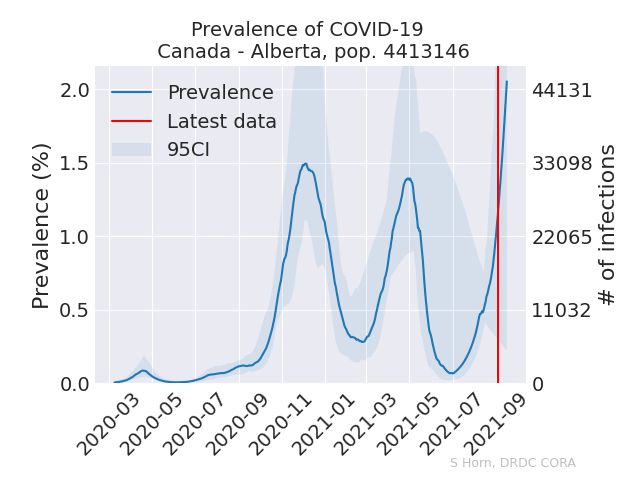 Prevalence of COVID-19
Canada - Alberta, pop. 4413146
Prevalence (%)
2.0
1.5
1.0
0.5
0.0
Prevalence
Latest data
95CI
44131
33098
22065
11032
0
# of infections
2020-03
2020-05
2020-07
2020-09
2020-11
2021-01
2021-03
2021-05
2021-07
2021-09
S Horn, DRDC CORA